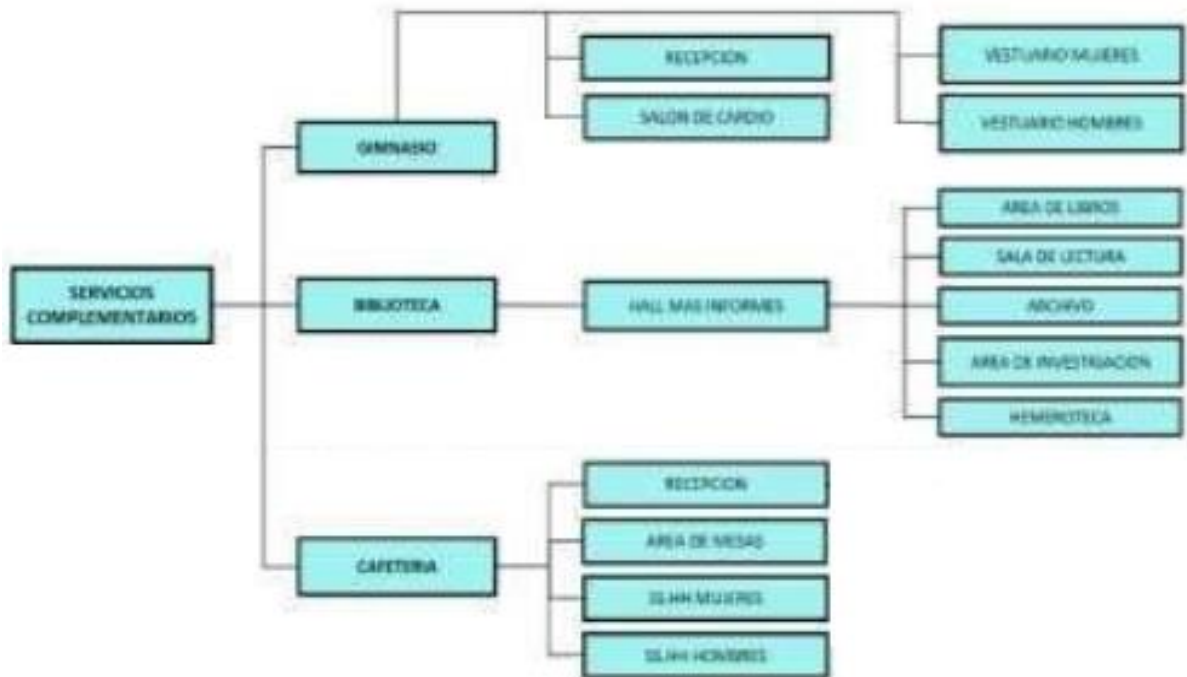 RECEPCION
SALON DE CARDIO
VESTUARIO MUJERES
VESTUARIO HOMBRES
GIMNASIO
SERVICIOS
COMPLEMENTARIOS
BIBLIOTECA
HALL MAS INFORMES
AREA DE LIBROS
SALA DE LECTURA
ARCHIVO
AREA DE INVESTIGACION
HEMEROTECA
CAFETERIA
RECEPCION
AREA DE MESAS
SS.HH MUJERES
SS.HH HOMBRES